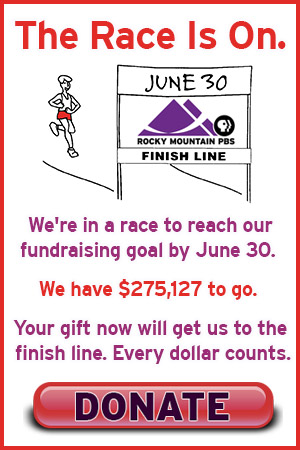 The Race Is On.
JUNE 30
ROCKY MOUNTAIN PBS
FINISH LINE
We're in a race to reach our
fundraising goal by June 30.
We have $275,127 to go.
Your gift now will get us to the
finish line. Every dollar counts.
DONATE